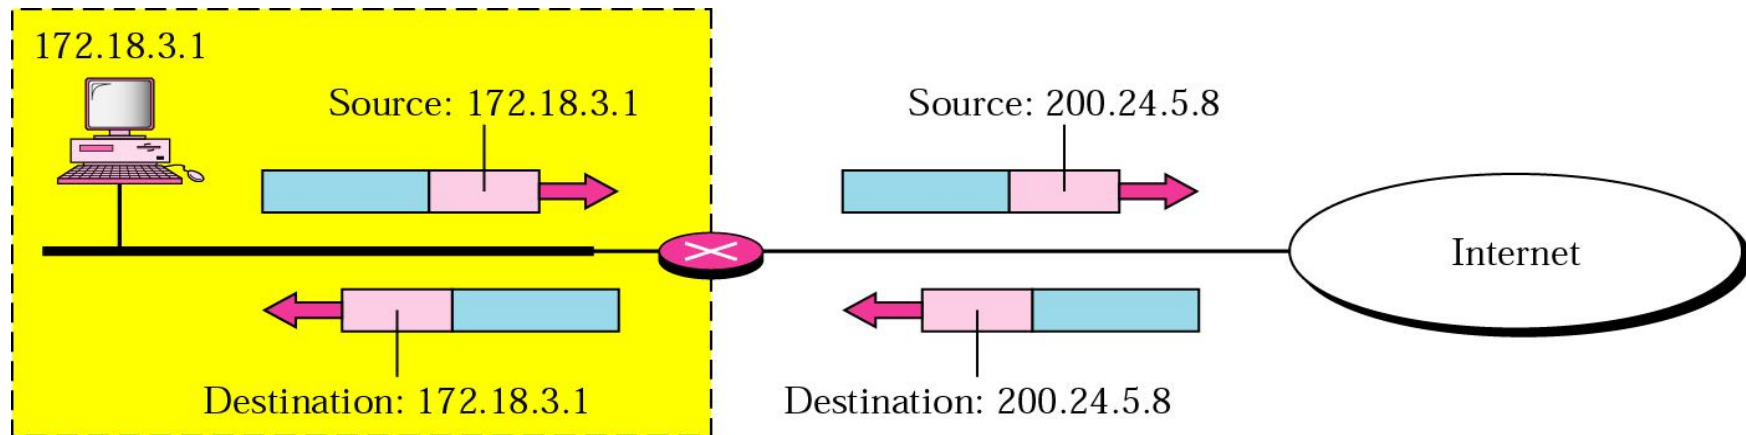 172.18.3.1
Source: 172.18.3.1
Source: 200.24.5.8
Internet
Destination: 172.18.3.1
Destination: 200.24.5.8